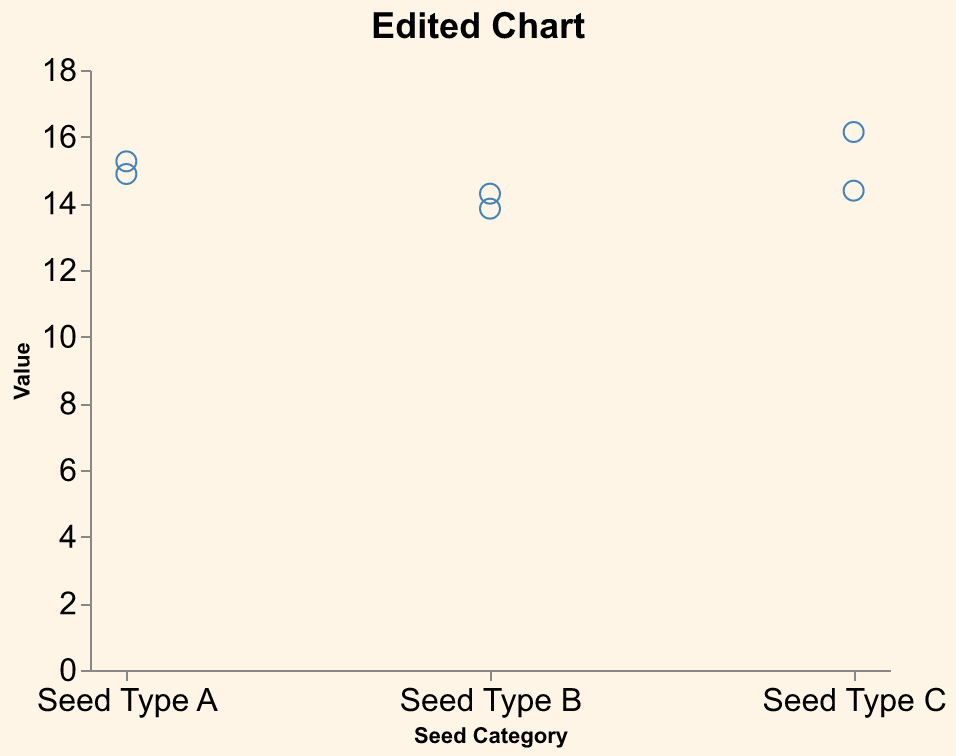 Edited Chart
18
16
14
12
10
8
6
4
2
0
Value
Seed Type A
Seed Type B
Seed Type C
Seed Category